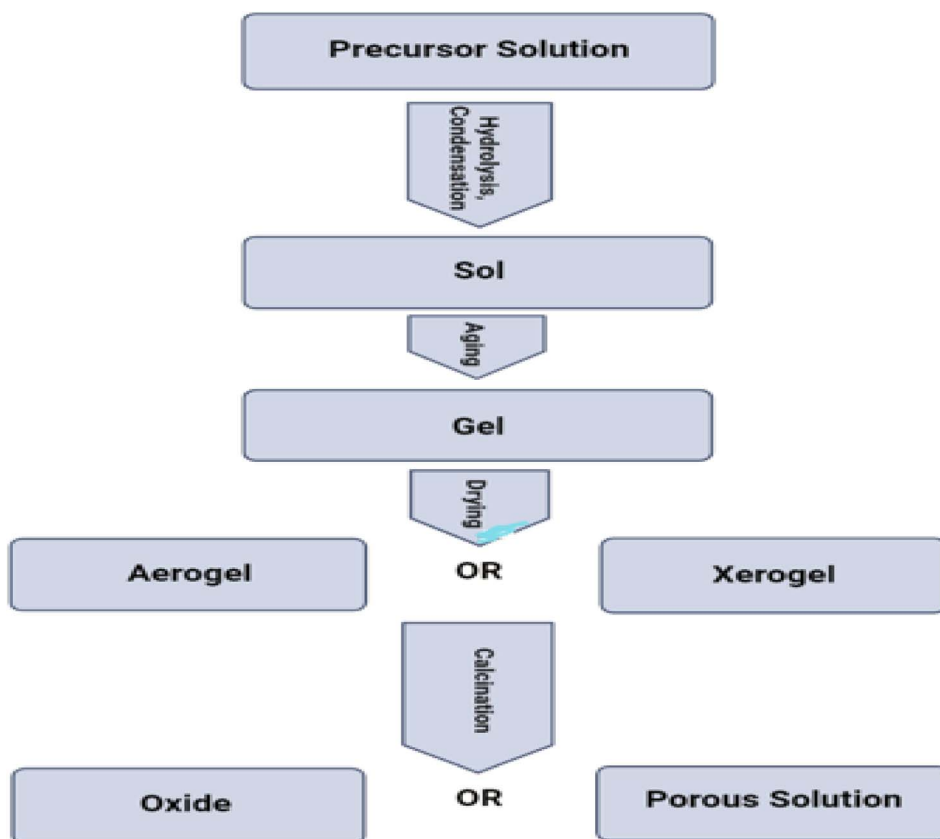 Precursor Solution
Hydrolysis,
Condensation
Sol
Aging
Gel
Drying
Aerogel
OR
Xerogel
Calcination
Oxide
OR
Porous Solution